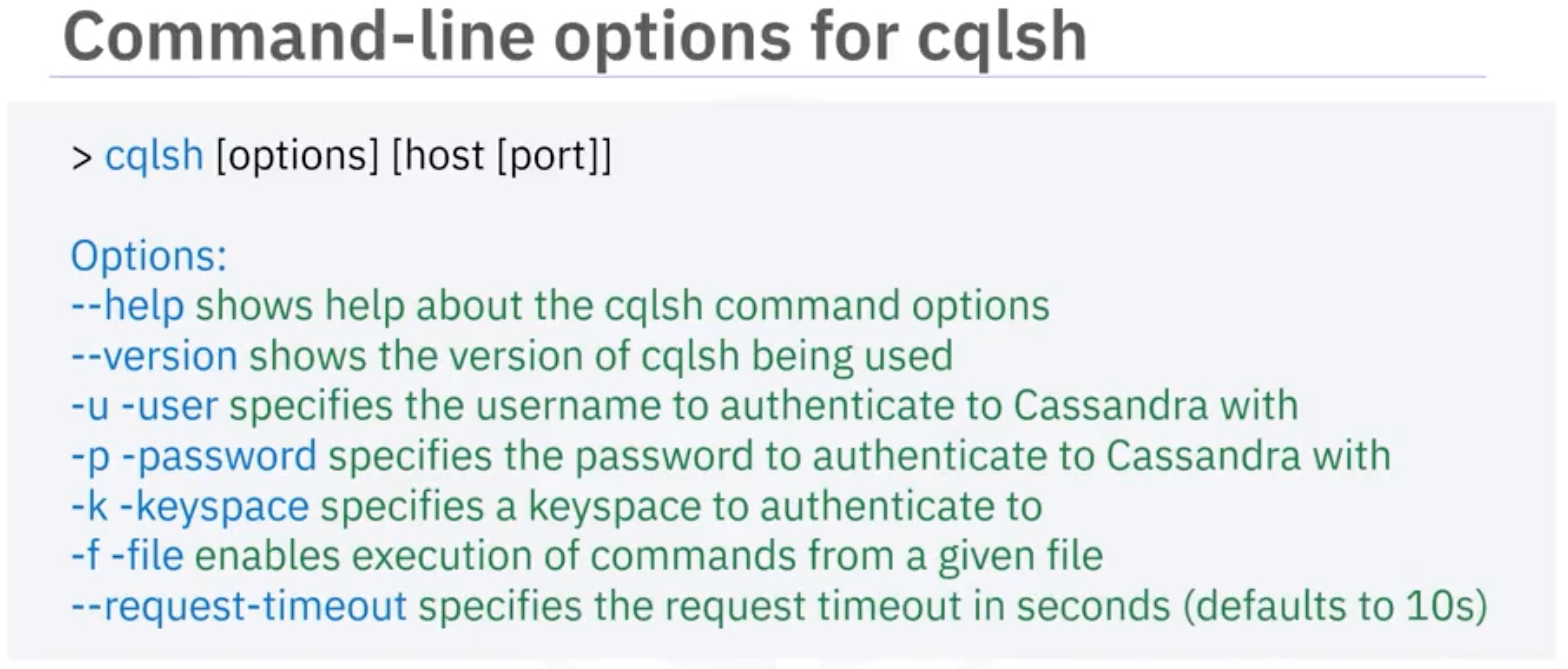 Command-line options for cqlsh
> cqlsh [options] [host [port]]
Options:
--help shows help about the cqlsh command options
--version shows the version of cqlsh being used
-u -user specifies the username to authenticate to Cassandra with
-p -password specifies the password to authenticate to Cassandra with
-k -keyspace specifies a keyspace to authenticate to
-f -file enables execution of commands from a given file
--request-timeout specifies the request timeout in seconds (defaults to 10s)